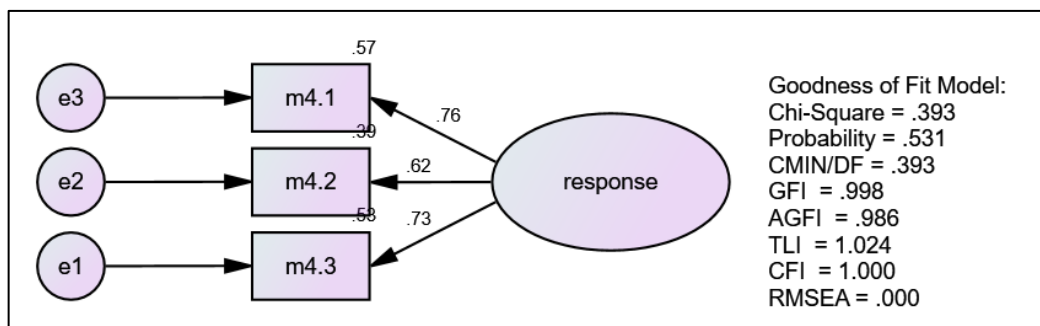 .57
e3
m4.1
.76
.39
e2
m4.2
.62
response
.53
.73
e1
m4.3
Goodness of Fit Model:
Chi-Square = .393
Probability = .531
CMIN/DF = .393
GFI = .998
AGFI = .986
TLI = 1.024
CFI = 1.000
RMSEA = .000